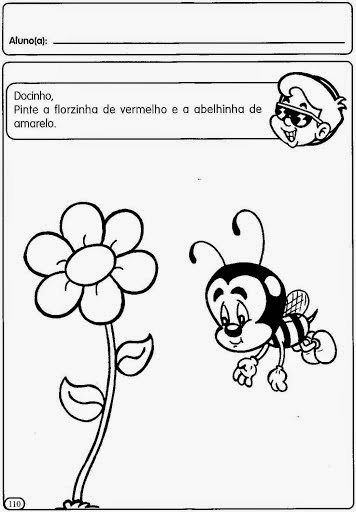 Aluno(a):
Docinho,
Pinte a florzinha de vermelho e a abelhinha de
amarelo.
110